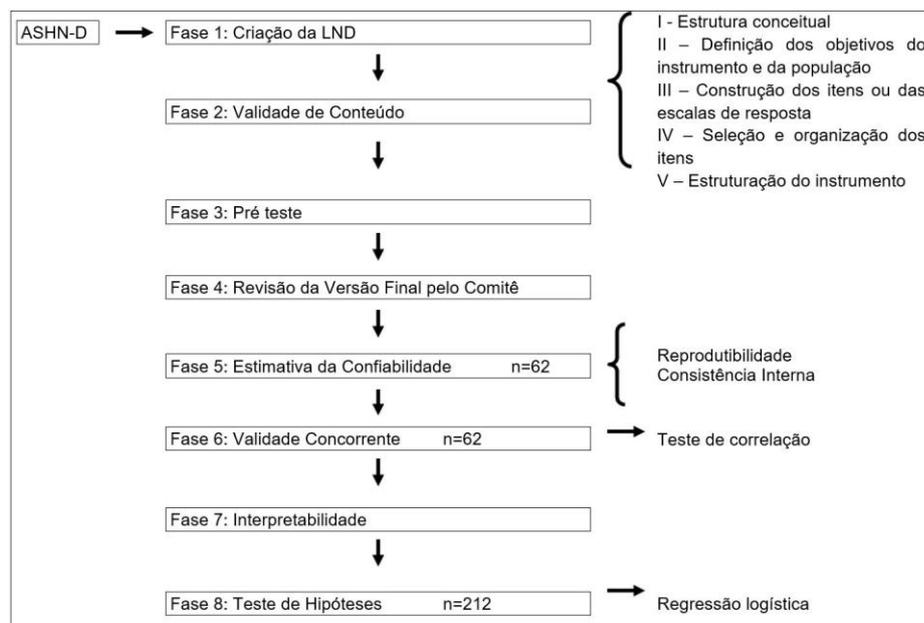 ASHN-D
Fase 1: Criação da LND
I - Estrutura conceitual
II – Definição dos objetivos do
instrumento e da população
III – Construção dos itens ou das
escalas de resposta
IV – Seleção e organização dos
itens
V – Estruturação do instrumento
Fase 2: Validade de Conteúdo
Fase 3: Pré teste
Fase 4: Revisão da Versão Final pelo Comitê
Fase 5: Estimativa da Confiabilidade n=62
Reprodutibilidade
Consistência Interna
Fase 6: Validade Concorrente n=62
Teste de correlação
Fase 7: Interpretabilidade
Fase 8: Teste de Hipóteses n=212
Regressão logística